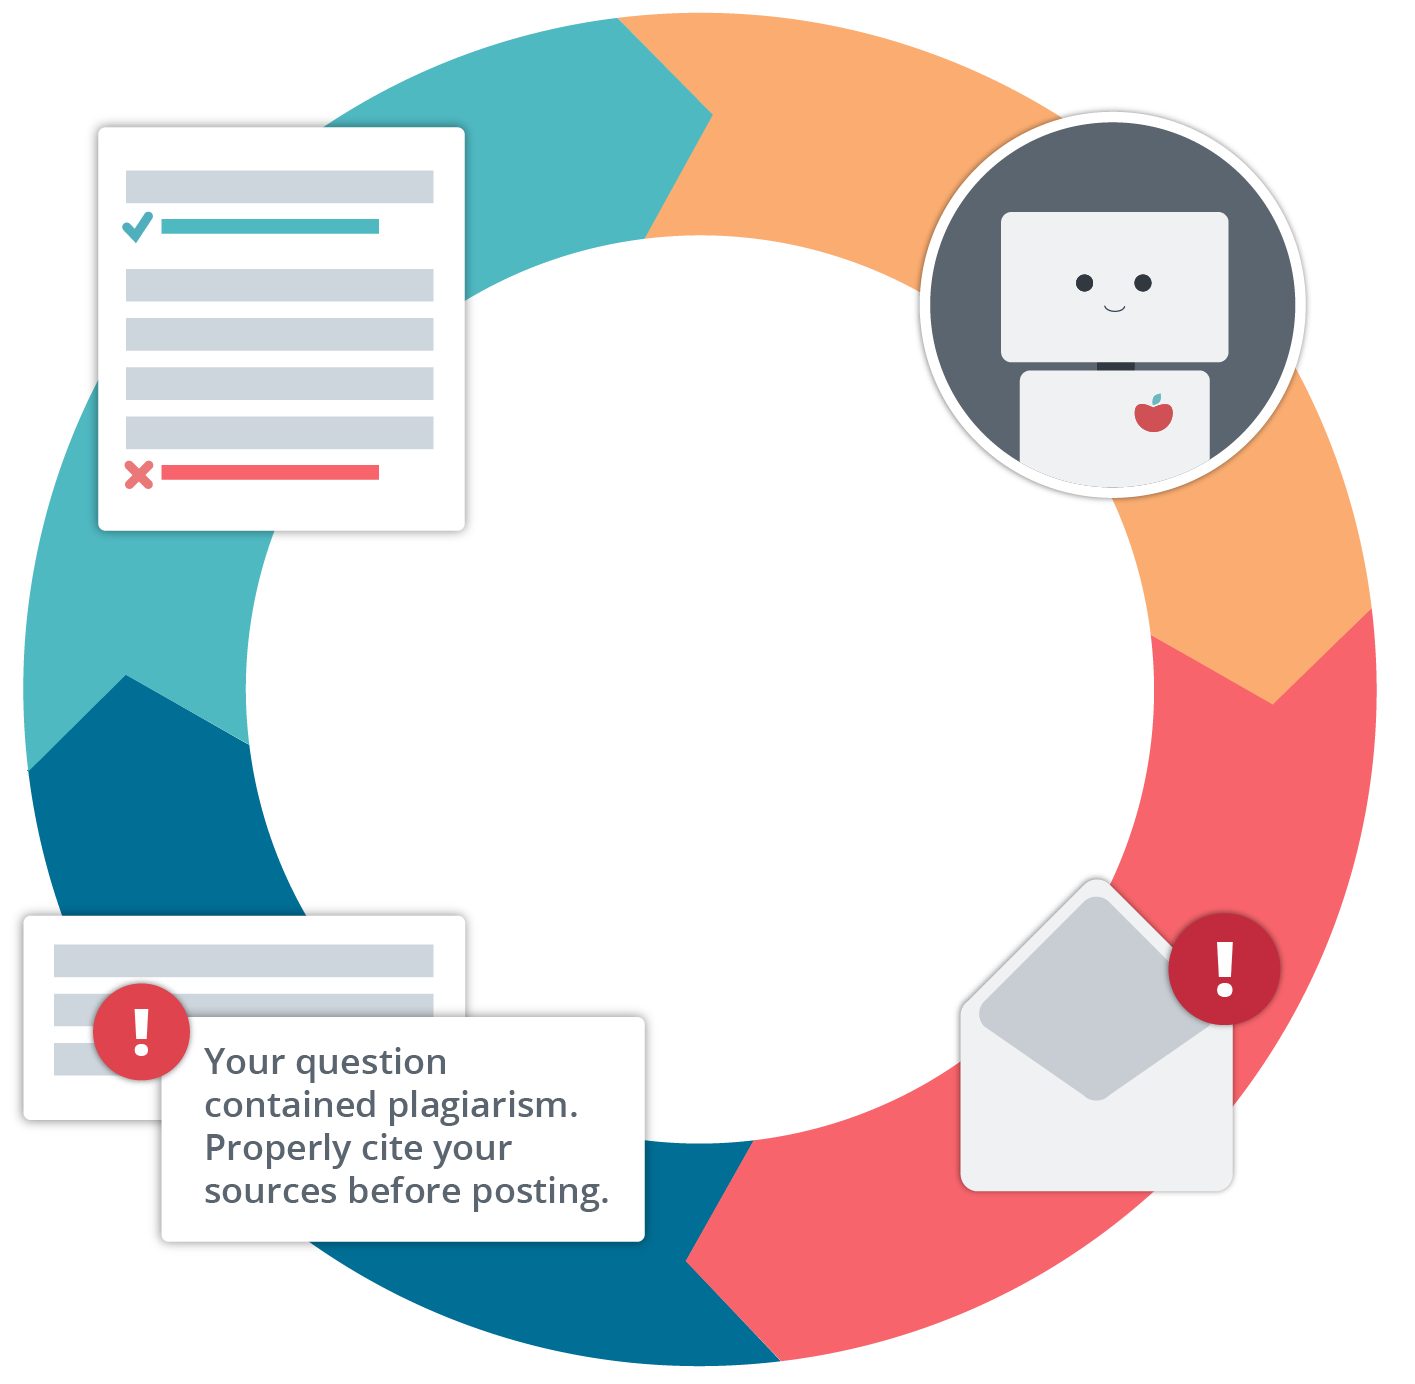 !
!
Your question
contained plagiarism.
Properly cite your
sources before posting.